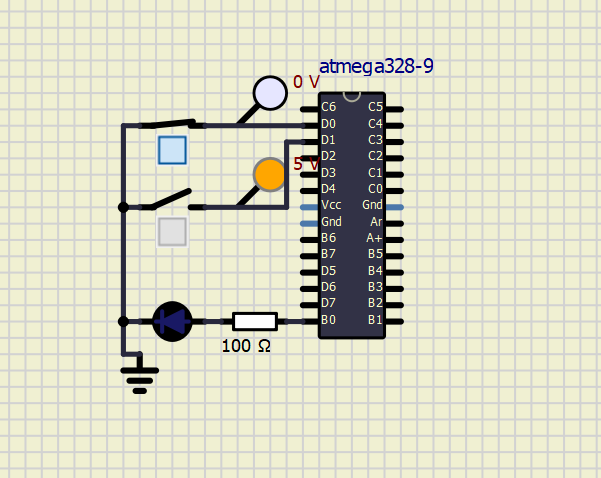 atmega328-9
0 V
C6 C5
D0 C4
D1 C3
D2 C2
5 V
D3 C1
D4 C0
Vcc Gnd
Gnd Ar
B6 A+
B7 B5
D5 B4
D6 B3
D7 B2
B0 B1
100 Ω